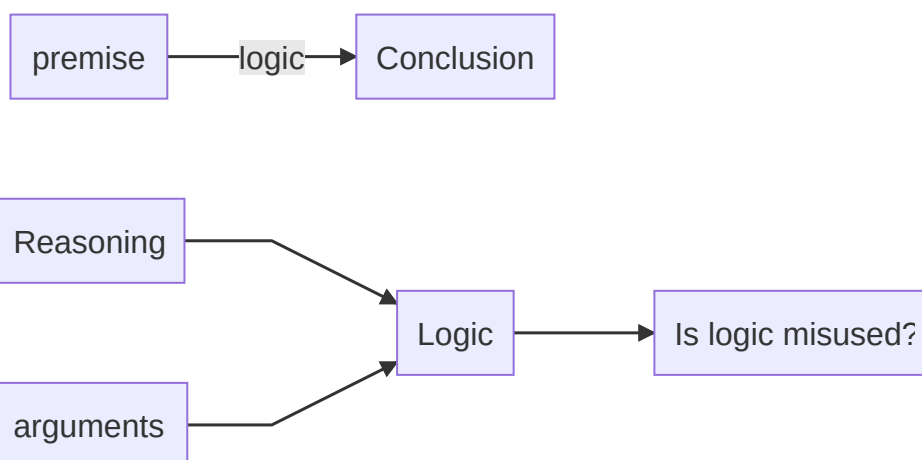 premise
logic
Conclusion
Reasoning
Logic
Is logic misused?
arguments